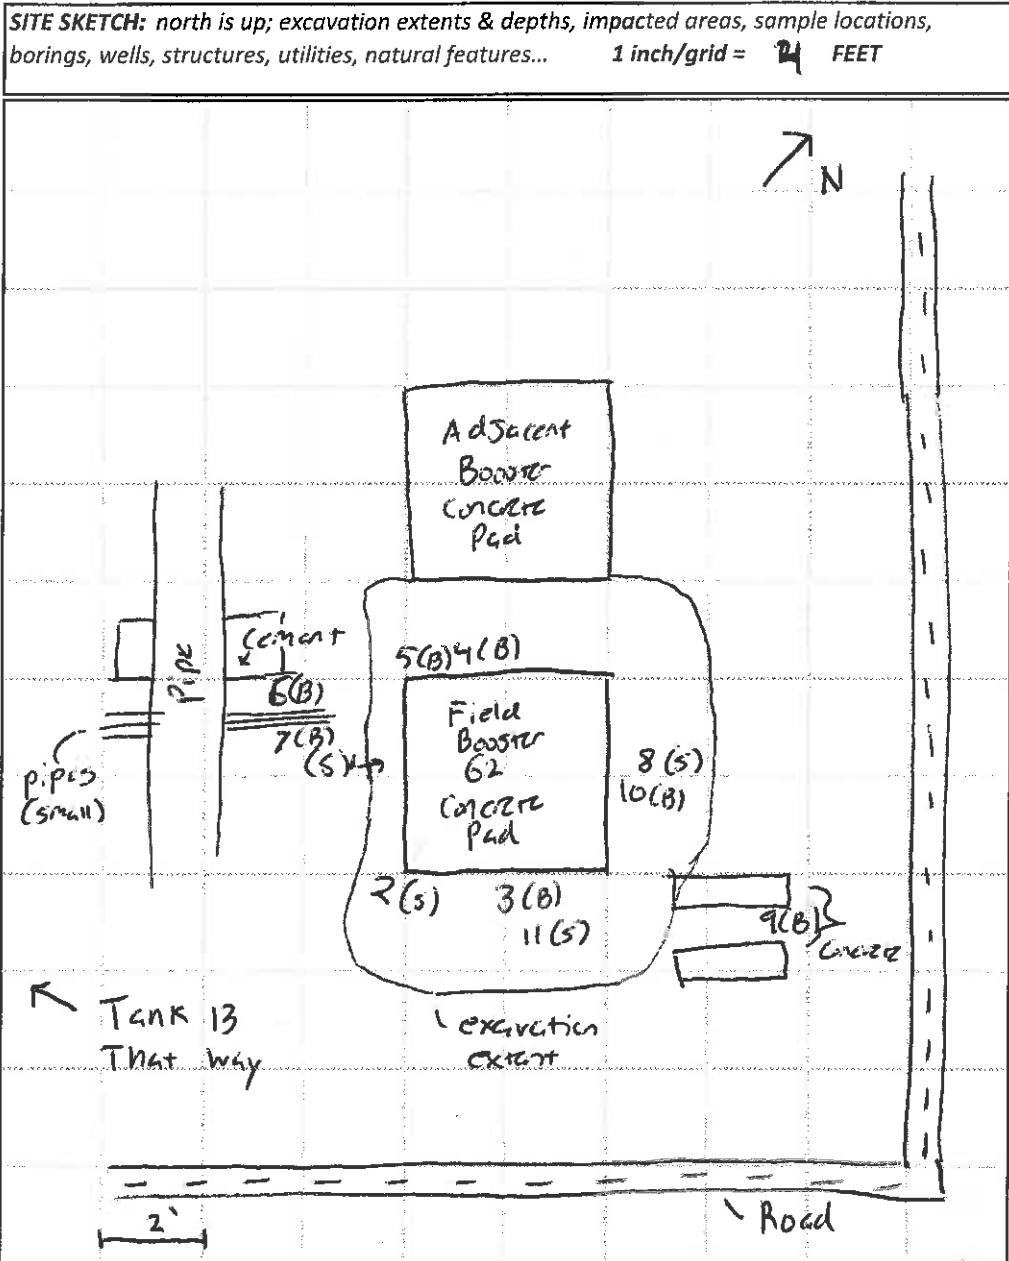 SITE SKETCH: north is up; excavation extents & depths, impacted areas, sample locations,
borings, wells, structures, utilities, natural features... 1 inch/grid = FEET
N
Adjacent
Booster
Concrete
Pad
Cement
Pipe
5(B) 4(B)
6(B)
7(B)
(S)
Field
Booster
62
Concrete
Pad
8(S)
10(B)
pipes
(small)
2(S)
3(B)
11(S)
9(B)
Concrete
Tank 13
That way
excavation
extent
2'
Road